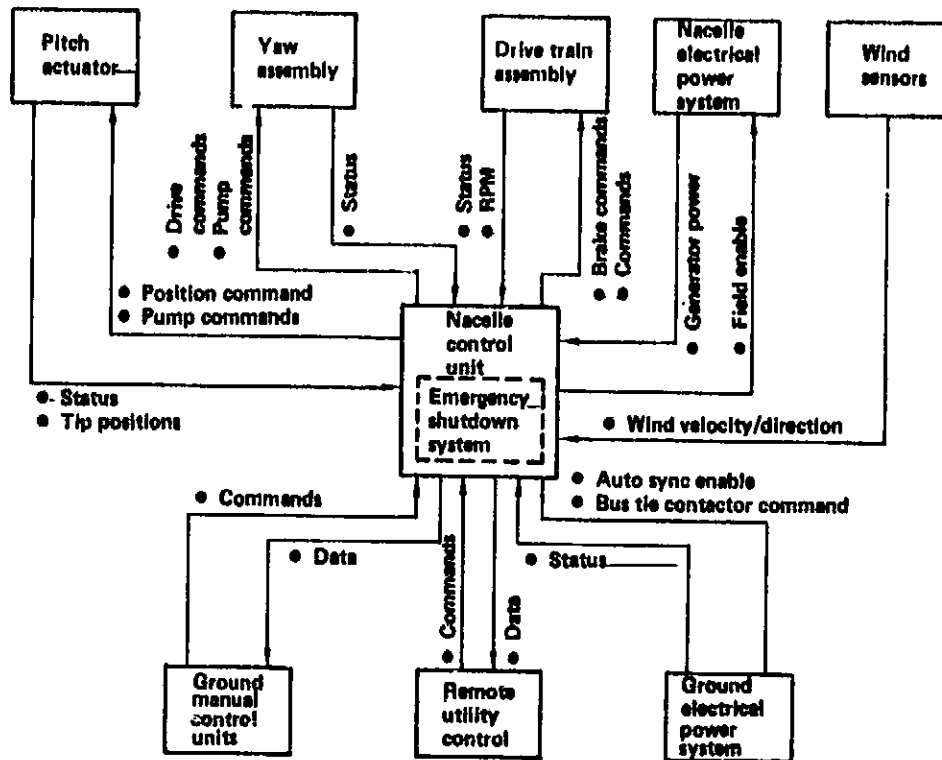 Pitch
actuator
Yaw
assembly
Drive train
assembly
Nacelle
electrical
power
system
Wind
sensors
● Drive
commands
● Pump
commands
● Status
● Status
● RPM
● Brake commands
● Commands
● Generator power
● Field enable
● Position command
● Pump commands
Nacelle
control
unit
Emergency
shutdown
system
● Status
● Tip positions
● Wind velocity/direction
● Auto sync enable
● Bus tie contactor command
● Commands
● Data
● Commands
● Data
● Status
Ground
manual
control
units
Remote
utility
control
Ground
electrical
power
system